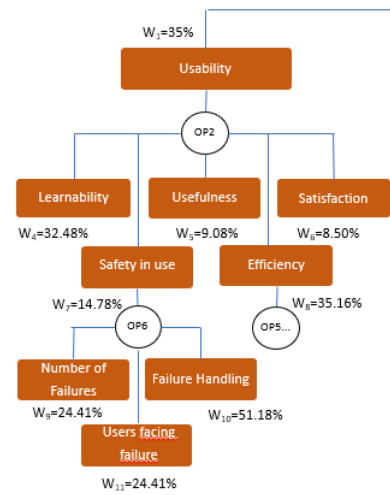 W₁=35%
Usability
OP2
Learnability
Usefulness
Satisfaction
W₄=32.48%
W₅=9.08%
W₆=8.50%
Safety in use
Efficiency
W₇=14.78%
W₈=35.16%
OP6
OP5...
Number of
Failures
Failure Handling
W₉=24.41%
W₁₀=51.18%
Users facing
failure
W₁₁=24.41%